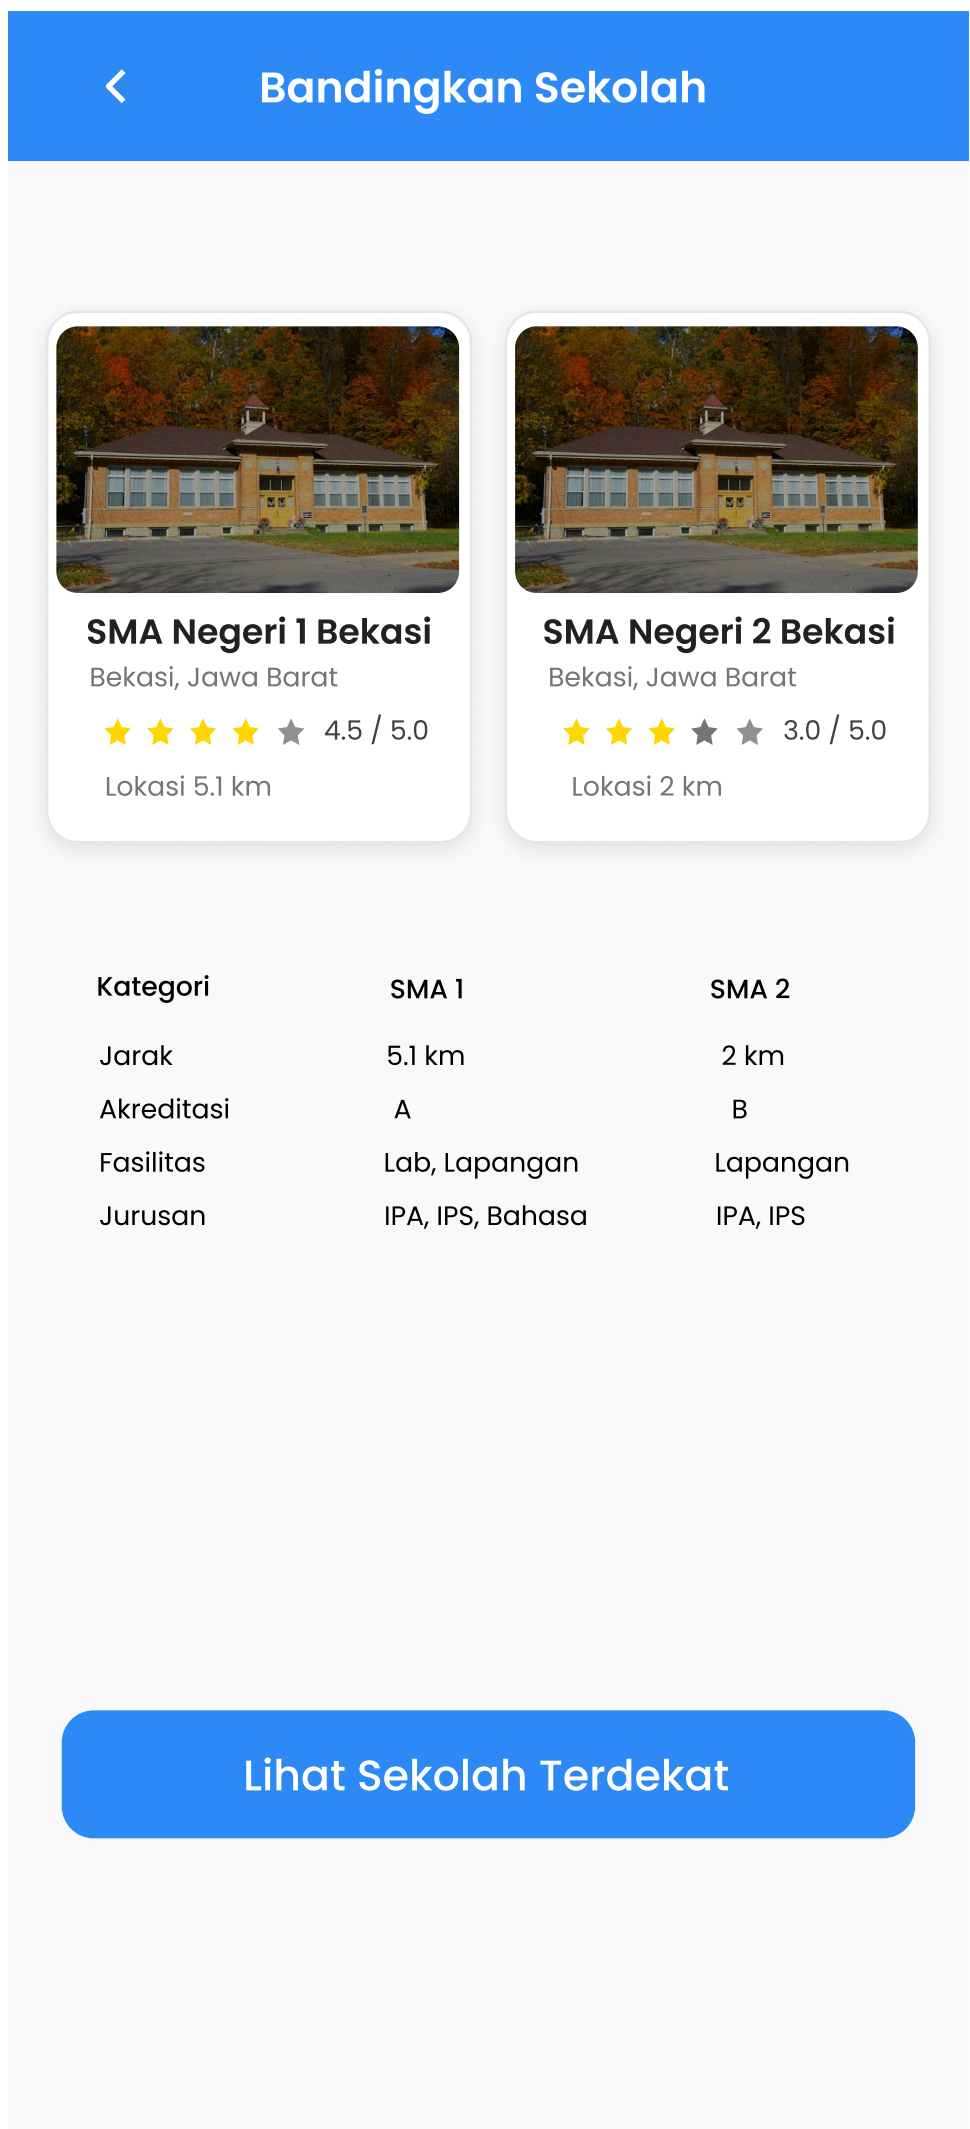 Bandingkan Sekolah
SMA Negeri 1 Bekasi
Bekasi, Jawa Barat
4.5 / 5.0
Lokasi 5.1 km
SMA Negeri 2 Bekasi
Bekasi, Jawa Barat
3.0 / 5.0
Lokasi 2 km
Kategori SMA 1 SMA 2
Jarak 5.1 km 2 km
Akreditasi A B
Fasilitas Lab, Lapangan Lapangan
Jurusan IPA, IPS, Bahasa IPA, IPS
Lihat Sekolah Terdekat